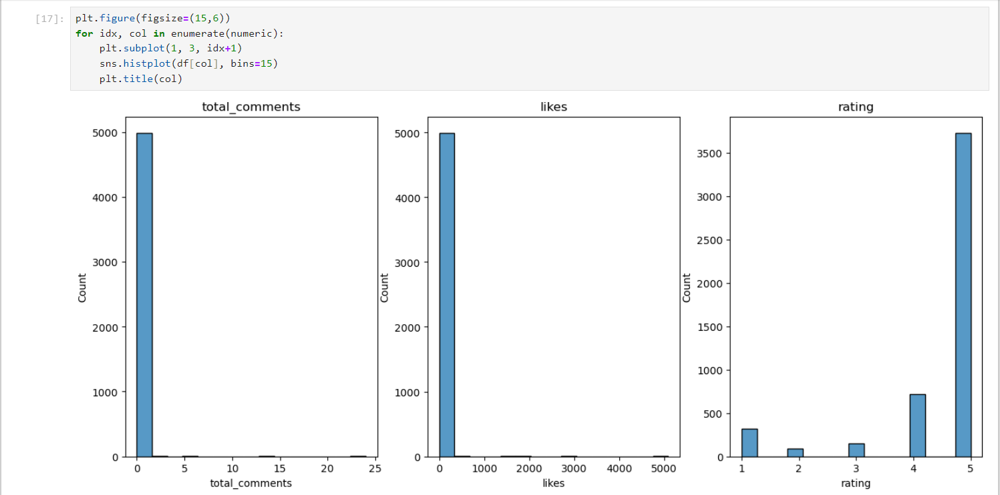 [17]:
plt.figure(figsize=(15,6))
for idx, col in enumerate(numeric):
    plt.subplot(1, 3, idx+1)
    sns.histplot(df[col], bins=15)
    plt.title(col)
total_comments
5000
4000
3000
2000
1000
0
Count
0 5 10 15 20 25
total_comments
likes
5000
4000
3000
2000
1000
0
Count
0 1000 2000 3000 4000 5000
likes
rating
3500
3000
2500
2000
1500
1000
500
0
Count
1 2 3 4 5
rating